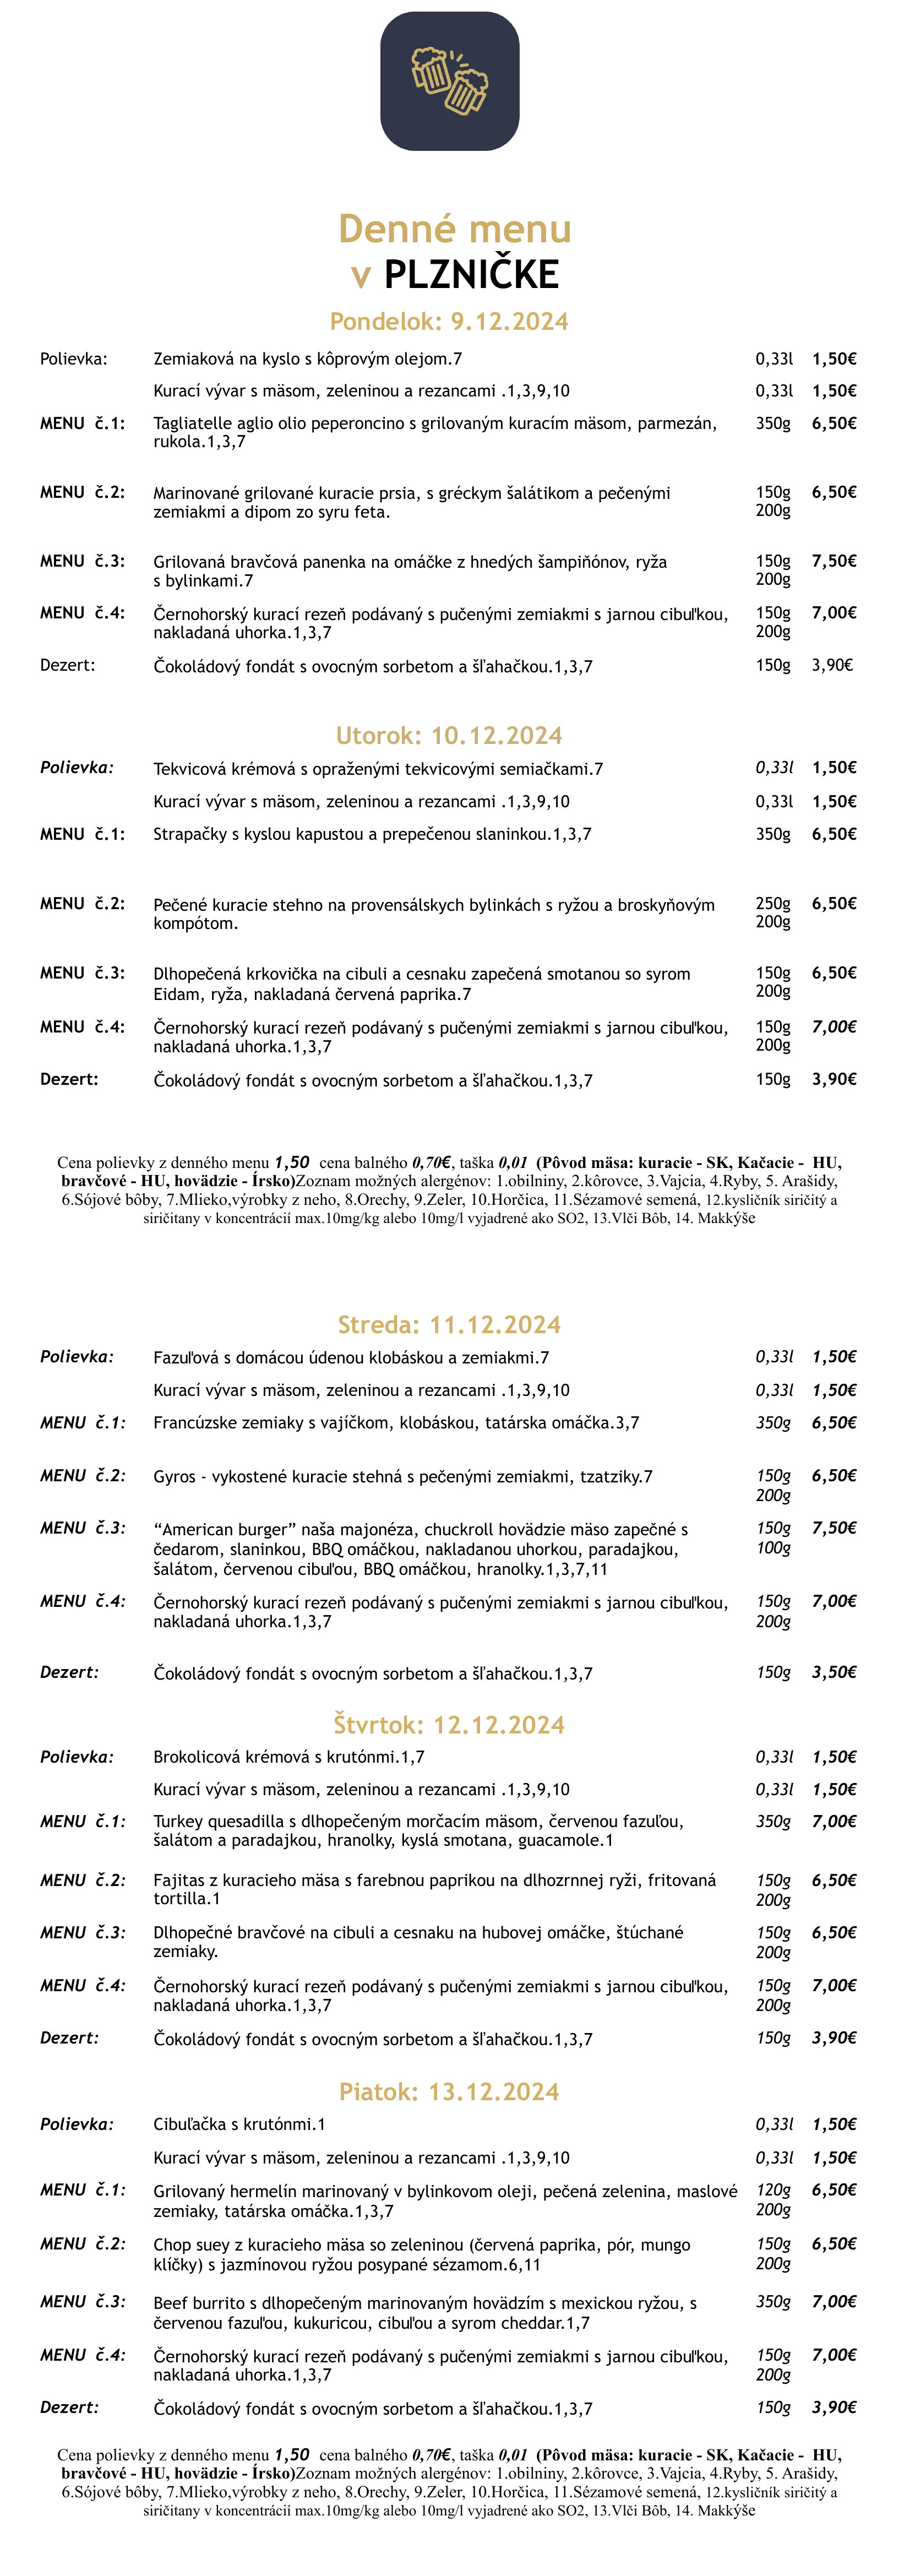 Denné menu
v PLZNIČKE
Pondelok: 9.12.2024
Polievka: Zemiaková na kyslo s kôprovým olejom.7 0,33l 1,50€
Kurací vývar s mäsom, zeleninou a rezancami .1,3,9,10 0,33l 1,50€
MENU č.1: Tagliatelle aglio olio peperoncino s grilovaným kuracím mäsom, parmezán, 350g 6,50€
rukola.1,3,7
MENU č.2: Marinované grilované kuracie prsia, s gréckym šalátikom a pečenými 150g 6,50€
zemiakmi a dipom zo syru feta. 200g
MENU č.3: Grilovaná bravčová panenka na omáčke z hnedých šampiňónov, ryža 150g 7,50€
s bylinkami.7 200g
MENU č.4: Černohorský kurací rezeň podávaný s pučenými zemiakmi s jarnou cibuľkou, 150g 7,00€
nakladaná uhorka.1,3,7 200g
Dezert: Čokoládový fondát s ovocným sorbetom a šľahačkou.1,3,7 150g 3,90€
Utorok: 10.12.2024
Polievka: Tekvicová krémová s opraženými tekvicovými semiačkami.7 0,33l 1,50€
Kurací vývar s mäsom, zeleninou a rezancami .1,3,9,10 0,33l 1,50€
MENU č.1: Strapačky s kyslou kapustou a prepečenou slaninkou.1,3,7 350g 6,50€
MENU č.2: Pečené kuracie stehno na provensálskych bylinkách s ryžou a broskyňovým 250g 6,50€
kompótom. 200g
MENU č.3: Dlhopečená krkovička na cibuli a cesnaku zapečená smotanou so syrom 150g 6,50€
Eidam, ryža, nakladaná červená paprika.7 200g
MENU č.4: Černohorský kurací rezeň podávaný s pučenými zemiakmi s jarnou cibuľkou, 150g 7,00€
nakladaná uhorka.1,3,7 200g
Dezert: Čokoládový fondát s ovocným sorbetom a šľahačkou.1,3,7 150g 3,90€
Cena polievky z denného menu 1,50 cena balného 0,70€, taška 0,01 (Pôvod mäsa: kuracie - SK, Kačacie - HU,
bravčové - HU, hovädzie - Írsko)Zoznam možných alergénov: 1.obilniny, 2.kôrovce, 3.Vajcia, 4.Ryby, 5. Arašidy,
6.Sójové bôby, 7.Mlieko,výrobky z neho, 8.Orechy, 9.Zeler, 10.Horčica, 11.Sézamové semená, 12.kysličník siričitý a
siričitany v koncentrácií max.10mg/kg alebo 10mg/l vyjadrené ako SO2, 13.Vlči Bôb, 14. Makkýše
Streda: 11.12.2024
Polievka: Fazuľová s domácou údenou klobáskou a zemiakmi.7 0,33l 1,50€
Kurací vývar s mäsom, zeleninou a rezancami .1,3,9,10 0,33l 1,50€
MENU č.1: Francúzske zemiaky s vajíčkom, klobáskou, tatárska omáčka.3,7 350g 6,50€
MENU č.2: Gyros - vykostené kuracie stehná s pečenými zemiakmi, tzatziky.7 150g 6,50€
200g
MENU č.3: “American burger” naša majonéza, chuckroll hovädzie mäso zapečné s 150g 7,50€
čedarom, slaninkou, BBQ omáčkou, nakladanou uhorkou, paradajkou, 100g
šalátom, červenou cibuľou, BBQ omáčkou, hranolky.1,3,7,11
MENU č.4: Černohorský kurací rezeň podávaný s pučenými zemiakmi s jarnou cibuľkou, 150g 7,00€
nakladaná uhorka.1,3,7 200g
Dezert: Čokoládový fondát s ovocným sorbetom a šľahačkou.1,3,7 150g 3,50€
Štvrtok: 12.12.2024
Polievka: Brokolicová krémová s krutónmi.1,7 0,33l 1,50€
Kurací vývar s mäsom, zeleninou a rezancami .1,3,9,10 0,33l 1,50€
MENU č.1: Turkey quesadilla s dlhopečeným morčacím mäsom, červenou fazuľou, 350g 7,00€
šalátom a paradajkou, hranolky, kyslá smotana, guacamole.1
MENU č.2: Fajitas z kuracieho mäsa s farebnou paprikou na dlhozrnnej ryži, fritovaná 150g 6,50€
tortilla.1 200g
MENU č.3: Dlhopečné bravčové na cibuli a cesnaku na hubovej omáčke, štúchané 150g 6,50€
zemiaky. 200g
MENU č.4: Černohorský kurací rezeň podávaný s pučenými zemiakmi s jarnou cibuľkou, 150g 7,00€
nakladaná uhorka.1,3,7 200g
Dezert: Čokoládový fondát s ovocným sorbetom a šľahačkou.1,3,7 150g 3,90€
Piatok: 13.12.2024
Polievka: Cibuľačka s krutónmi.1 0,33l 1,50€
Kurací vývar s mäsom, zeleninou a rezancami .1,3,9,10 0,33l 1,50€
MENU č.1: Grilovaný hermelín marinovaný v bylinkovom oleji, pečená zelenina, maslové 120g 6,50€
zemiaky, tatárska omáčka.1,3,7 200g
MENU č.2: Chop suey z kuracieho mäsa so zeleninou (červená paprika, pór, mungo 150g 6,50€
klíčky) s jazmínovou ryžou posypané sézamom.6,11 200g
MENU č.3: Beef burrito s dlhopečeným marinovaným hovädzím s mexickou ryžou, s 350g 7,00€
červenou fazuľou, kukuricou, cibuľou a syrom cheddar.1,7
MENU č.4: Černohorský kurací rezeň podávaný s pučenými zemiakmi s jarnou cibuľkou, 150g 7,00€
nakladaná uhorka.1,3,7 200g
Dezert: Čokoládový fondát s ovocným sorbetom a šľahačkou.1,3,7 150g 3,90€
Cena polievky z denného menu 1,50 cena balného 0,70€, taška 0,01 (Pôvod mäsa: kuracie - SK, Kačacie - HU,
bravčové - HU, hovädzie - Írsko)Zoznam možných alergénov: 1.obilniny, 2.kôrovce, 3.Vajcia, 4.Ryby, 5. Arašidy,
6.Sójové bôby, 7.Mlieko,výrobky z neho, 8.Orechy, 9.Zeler, 10.Horčica, 11.Sézamové semená, 12.kysličník siričitý a
siričitany v koncentrácií max.10mg/kg alebo 10mg/l vyjadrené ako SO2, 13.Vlči Bôb, 14. Makkýše